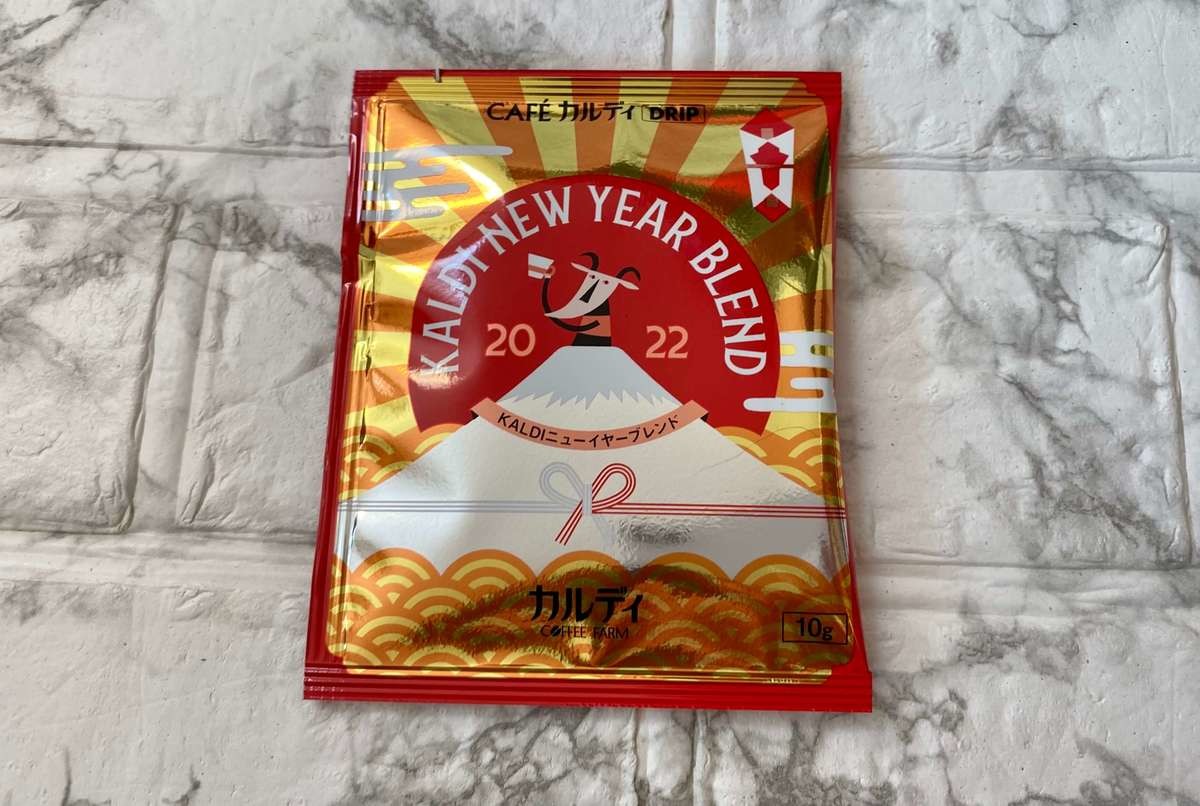 CAFÉ カルディ DRIP
KALDI NEW YEAR BLEND
20 22
KALDIニューイヤーブレンド
カルディ
COFFEE FARM
10g